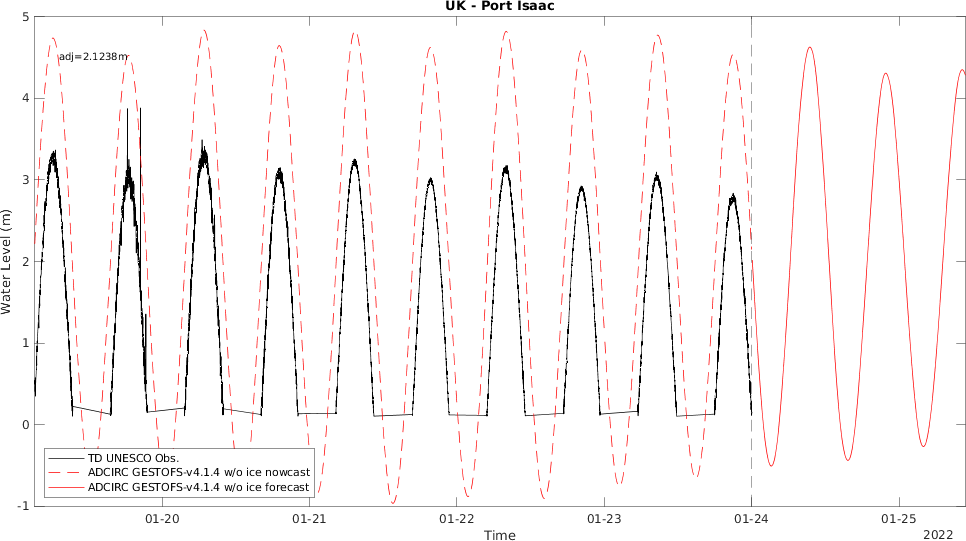 UK - Port Isaac
adj=2.1238m
5
4
3
2
1
0
-1
Water Level (m)
TD UNESCO Obs.
ADCIRC GESTOFS-v4.1.4 w/o ice nowcast
ADCIRC GESTOFS-v4.1.4 w/o ice forecast
01-20 01-21 01-22 01-23 01-24 01-25
Time
2022